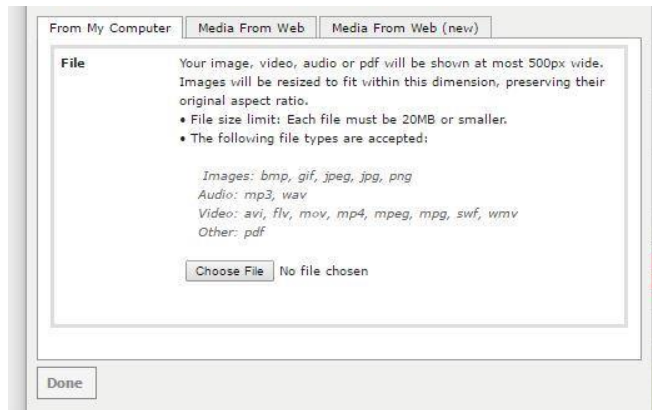 From My Computer
Media From Web
Media From Web (new)
File
Your image, video, audio or pdf will be shown at most 500px wide.
Images will be resized to fit within this dimension, preserving their
original aspect ratio.
• File size limit: Each file must be 20MB or smaller.
• The following file types are accepted:
Images: bmp, gif, jpeg, jpg, png
Audio: mp3, wav
Video: avi, flv, mov, mp4, mpeg, mpg, swf, wmv
Other: pdf
Choose File No file chosen
Done